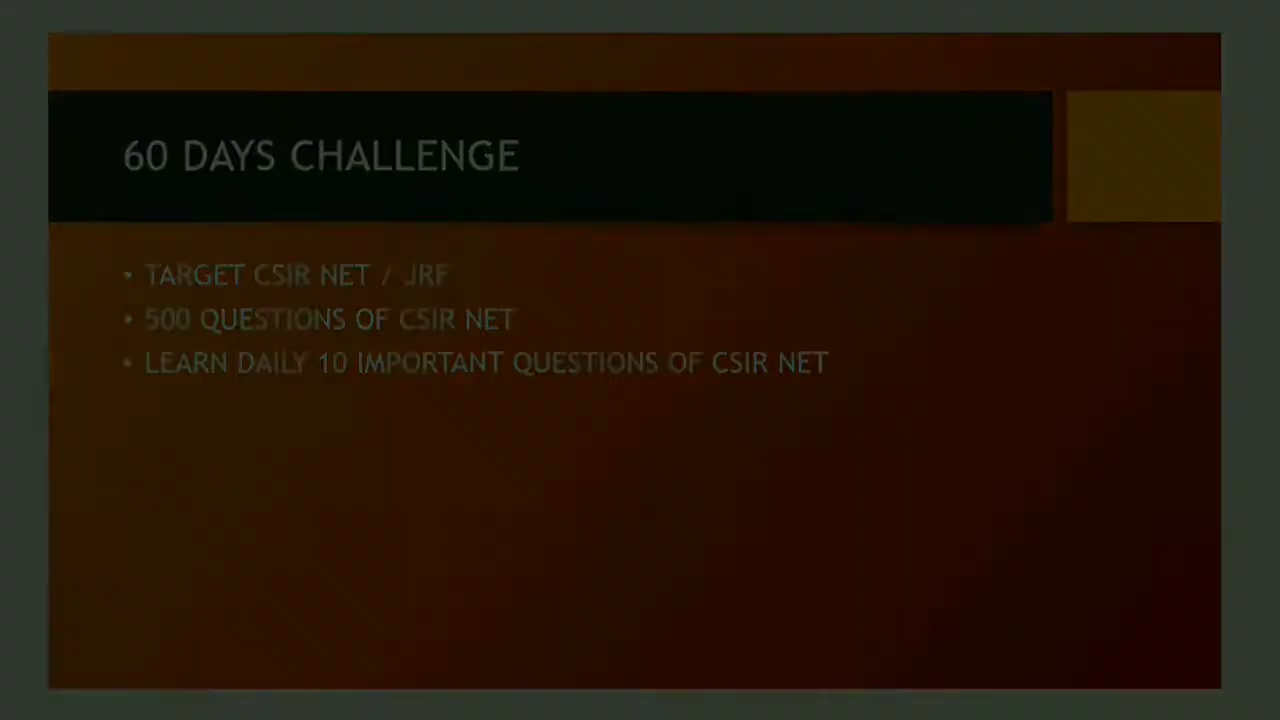 60 DAYS CHALLENGE
• TARGET CSIR NET / JRF
• 500 QUESTIONS OF CSIR NET
• LEARN DAILY 10 IMPORTANT QUESTIONS OF CSIR NET